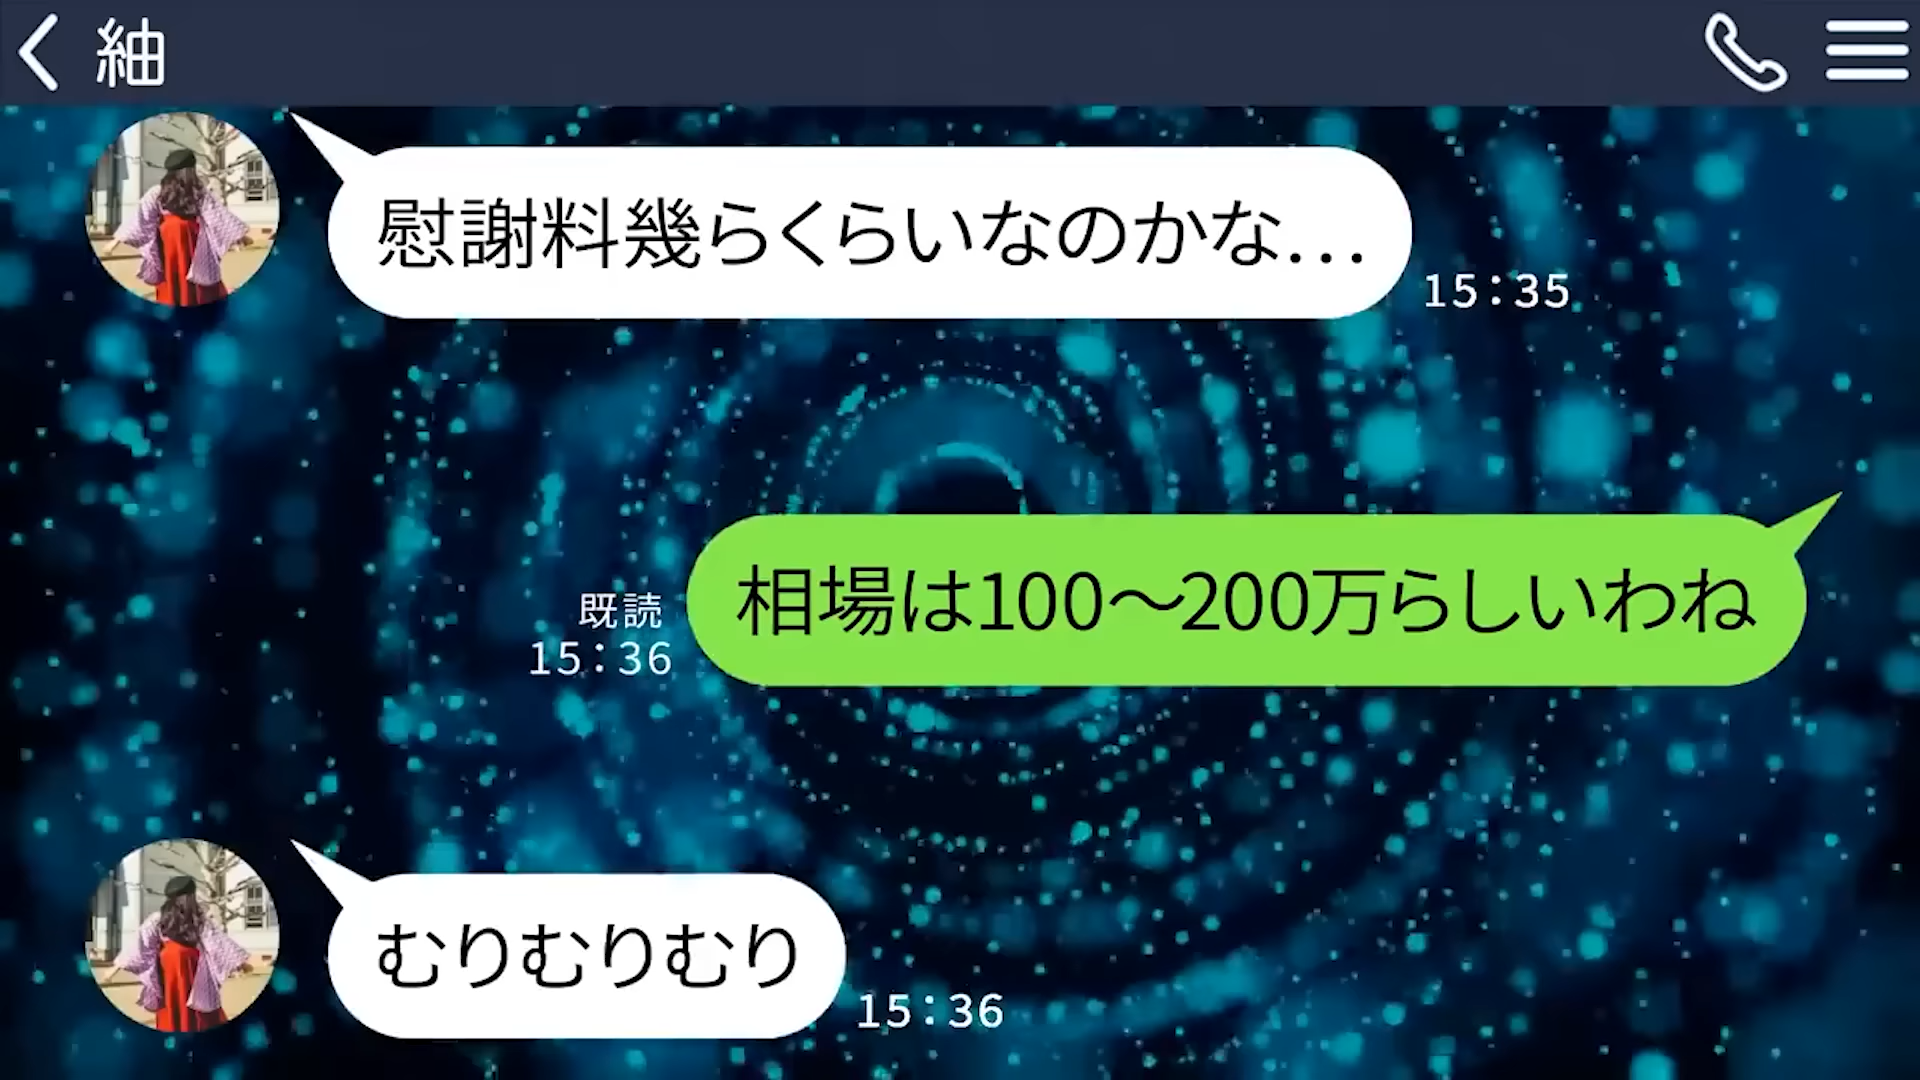 紬
慰謝料幾らくらいなのかな...
15:35
相場は100～200万らしいわね
既読
15:36
むりむりむり
15:36